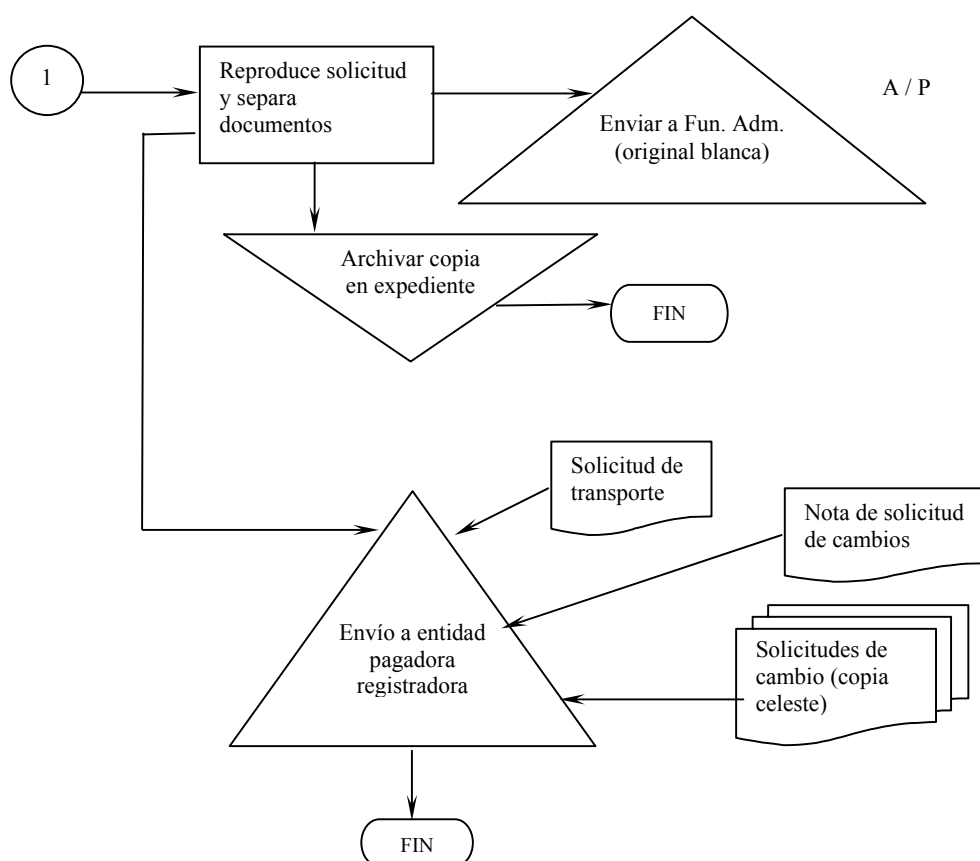 1
Reproduce solicitud
y separa
documentos
A / P
Enviar a Fun. Adm.
(original blanca)
Archivar copia
en expediente
FIN
Solicitud de
transporte
Nota de solicitud
de cambios
Envío a entidad
pagadora
registradora
Solicitudes de
cambio (copia
celeste)
FIN